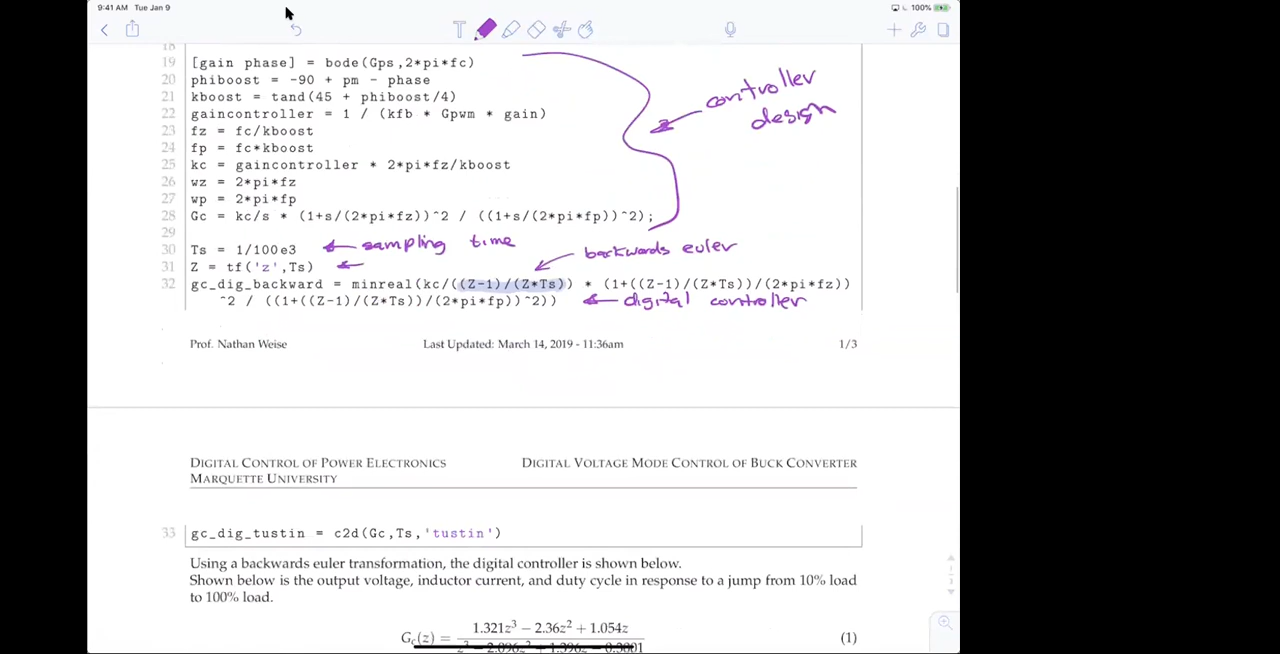 9:41 AM Tue Jan 9
100%
18
19 [gain phase] = bode(Gps,2*pi*fc)
20 phiboost = -90 + pm - phase
21 kboost = tand(45 + phiboost/4)
22 gaincontroller = 1 / (kfb * Gpwm * gain)
23 fz = fc/kboost
24 fp = fc*kboost
25 kc = gaincontroller * 2*pi*fz/kboost
26 wz = 2*pi*fz
27 wp = 2*pi*fp
28 Gc = kc/s * (1+s/(2*pi*fz))^2 / ((1+s/(2*pi*fp))^2);
controller
design
29
30 Ts = 1/100e3 sampling time
31 Z = tf('z',Ts) backwards euler
32 gc_dig_backward = minreal(kc/((Z-1)/(Z*Ts)) * (1+((Z-1)/(Z*Ts))/(2*pi*fz))
^2 / ((1+((Z-1)/(Z*Ts))/(2*pi*fp))^2)) digital controller
Prof. Nathan Weise Last Updated: March 14, 2019 - 11:36am 1/3
DIGITAL CONTROL OF POWER ELECTRONICS DIGITAL VOLTAGE MODE CONTROL OF BUCK CONVERTER
MARQUETTE UNIVERSITY
33 gc_dig_tustin = c2d(Gc,Ts,'tustin')
Using a backwards euler transformation, the digital controller is shown below.
Shown below is the output voltage, inductor current, and duty cycle in response to a jump from 10% load
to 100% load.
1.321z³ − 2.36z² + 1.054z
G_c(z) = (1)